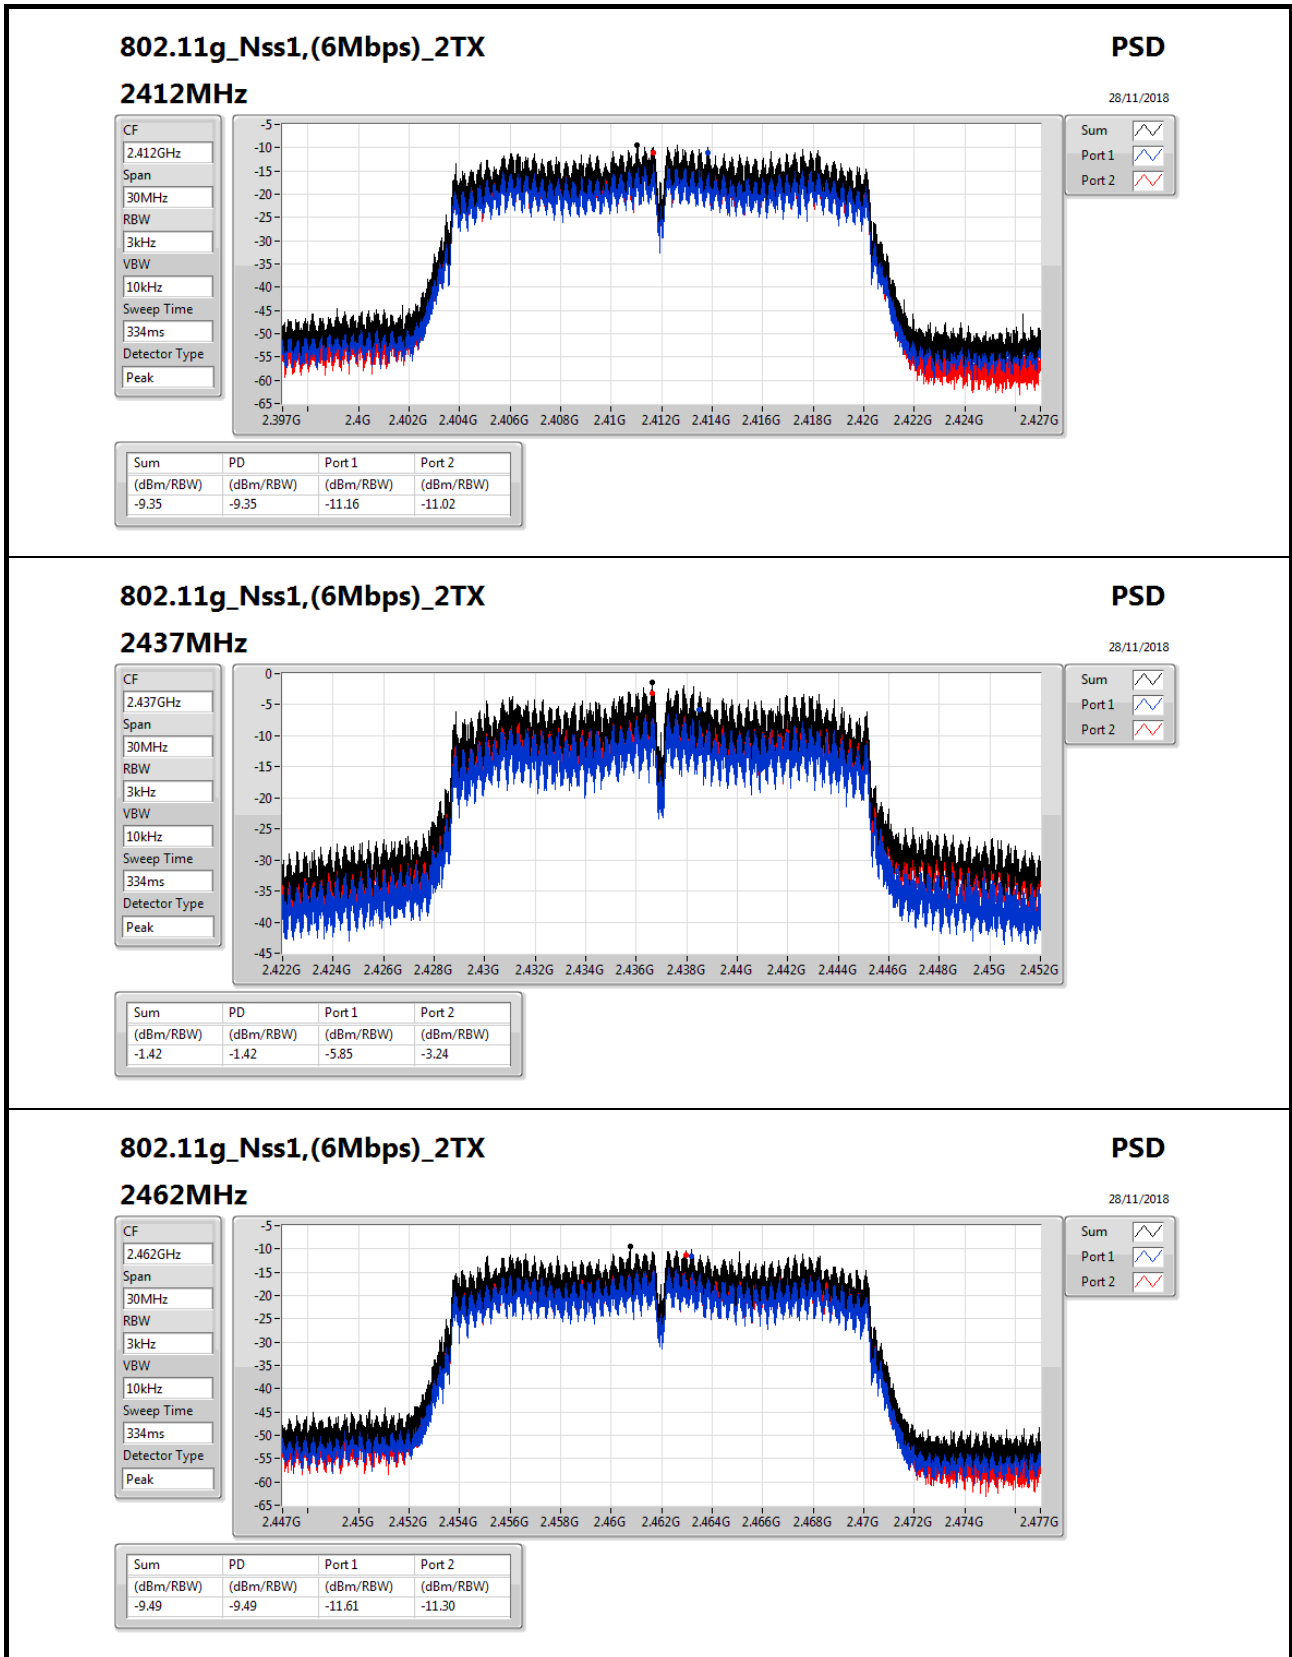 802.11g_Nss1,(6Mbps)_2TX PSD
2412MHz 28/11/2018
CF
2.412GHz
Span
30MHz
RBW
3kHz
VBW
10kHz
Sweep Time
334ms
Detector Type
Peak
-5
-10
-15
-20
-25
-30
-35
-40
-45
-50
-55
-60
-65
2.397G 2.4G 2.402G 2.404G 2.406G 2.408G 2.41G 2.412G 2.414G 2.416G 2.418G 2.42G 2.422G 2.424G 2.427G
Sum
Port 1
Port 2
Sum PD Port 1 Port 2
(dBm/RBW) (dBm/RBW) (dBm/RBW) (dBm/RBW)
-9.35 -9.35 -11.16 -11.02
802.11g_Nss1,(6Mbps)_2TX PSD
2437MHz 28/11/2018
CF
2.437GHz
Span
30MHz
RBW
3kHz
VBW
10kHz
Sweep Time
334ms
Detector Type
Peak
0
-5
-10
-15
-20
-25
-30
-35
-40
-45
2.422G 2.424G 2.426G 2.428G 2.43G 2.432G 2.434G 2.436G 2.438G 2.44G 2.442G 2.444G 2.446G 2.448G 2.45G 2.452G
Sum
Port 1
Port 2
Sum PD Port 1 Port 2
(dBm/RBW) (dBm/RBW) (dBm/RBW) (dBm/RBW)
-1.42 -1.42 -5.85 -3.24
802.11g_Nss1,(6Mbps)_2TX PSD
2462MHz 28/11/2018
CF
2.462GHz
Span
30MHz
RBW
3kHz
VBW
10kHz
Sweep Time
334ms
Detector Type
Peak
-5
-10
-15
-20
-25
-30
-35
-40
-45
-50
-55
-60
-65
2.447G 2.45G 2.452G 2.454G 2.456G 2.458G 2.46G 2.462G 2.464G 2.466G 2.468G 2.47G 2.472G 2.474G 2.477G
Sum
Port 1
Port 2
Sum PD Port 1 Port 2
(dBm/RBW) (dBm/RBW) (dBm/RBW) (dBm/RBW)
-9.49 -9.49 -11.61 -11.30